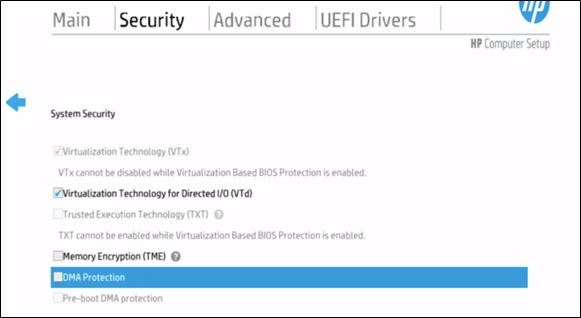 Main Security Advanced UEFI Drivers
hp
HP Computer Setup
System Security
Virtualization Technology (VTx)
VTx cannot be disabled while Virtualization Based BIOS Protection is enabled.
Virtualization Technology for Directed I/O (VTd)
Trusted Execution Technology (TXT) ?
TXT cannot be enabled while Virtualization Based BIOS Protection is enabled.
Memory Encryption (TME) ?
DMA Protection
Pre-boot DMA protection